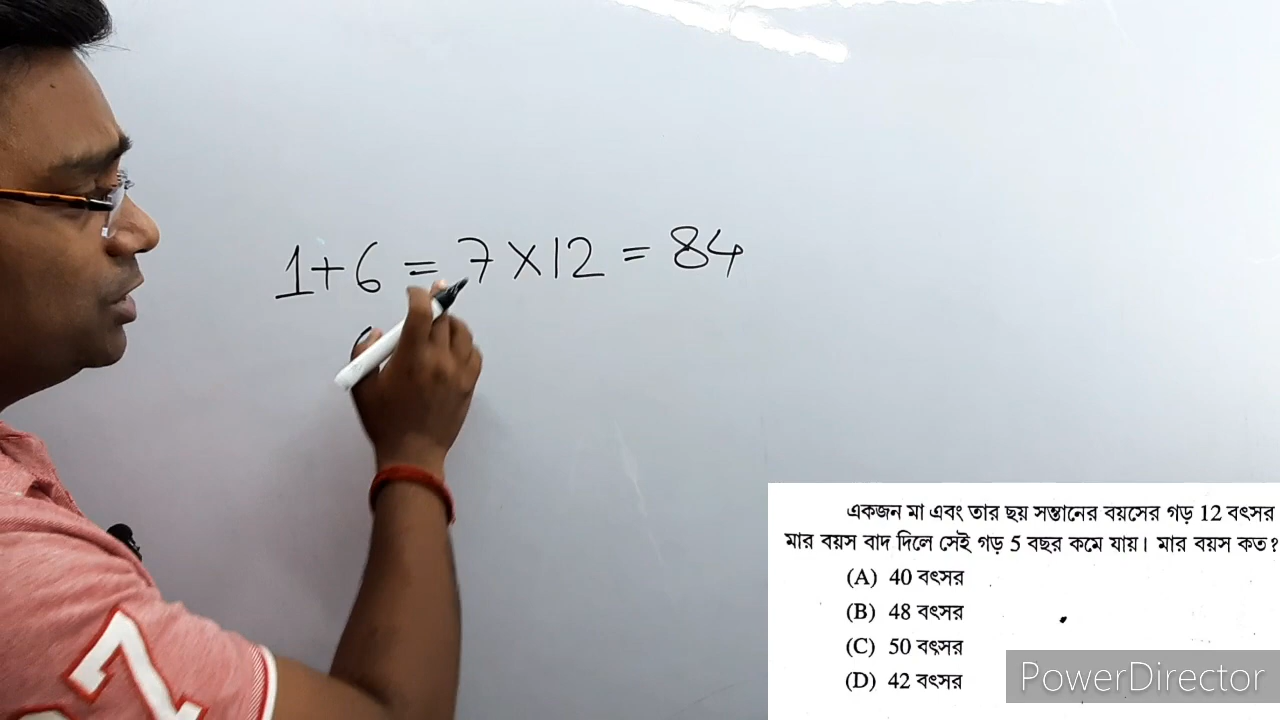 1+6 = 7×12 = 84
একজন মা এবং তার ছয় সন্তানের বয়সের গড় 12 বৎসর
মার বয়স বাদ দিলে সেই গড় 5 বছর কমে যায়। মার বয়স কত?
(A) 40 বৎসর
(B) 48 বৎসর
(C) 50 বৎসর
(D) 42 বৎসর
7
PowerDirector